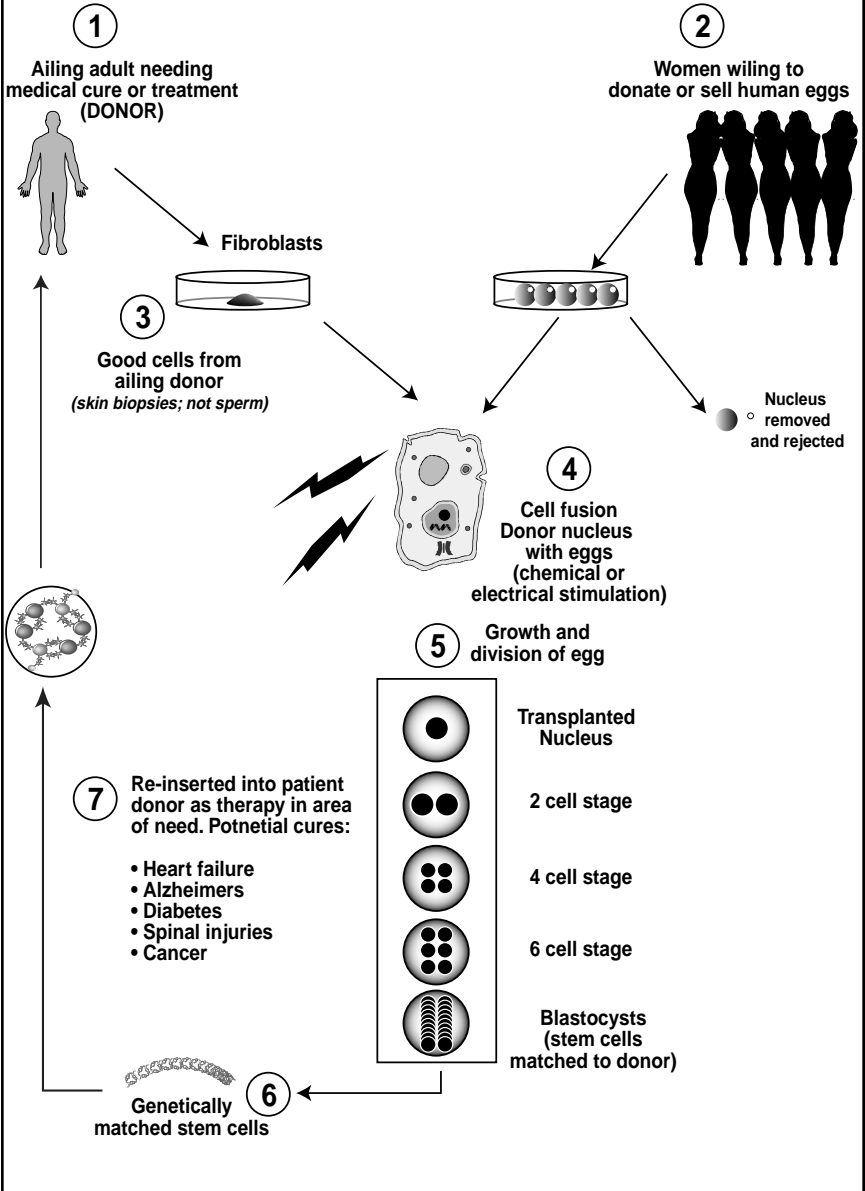 1
Ailing adult needing
medical cure or treatment
(DONOR)
2
Women wiling to
donate or sell human eggs
Fibroblasts
3
Good cells from
ailing donor
(skin biopsies; not sperm)
Nucleus
removed
and rejected
4
Cell fusion
Donor nucleus
with eggs
(chemical or
electrical stimulation)
5
Growth and
division of egg
Transplanted
Nucleus
2 cell stage
4 cell stage
6 cell stage
Blastocysts
(stem cells
matched to donor)
6
Genetically
matched stem cells
7
Re-inserted into patient
donor as therapy in area
of need. Potnetial cures:
• Heart failure
• Alzheimers
• Diabetes
• Spinal injuries
• Cancer